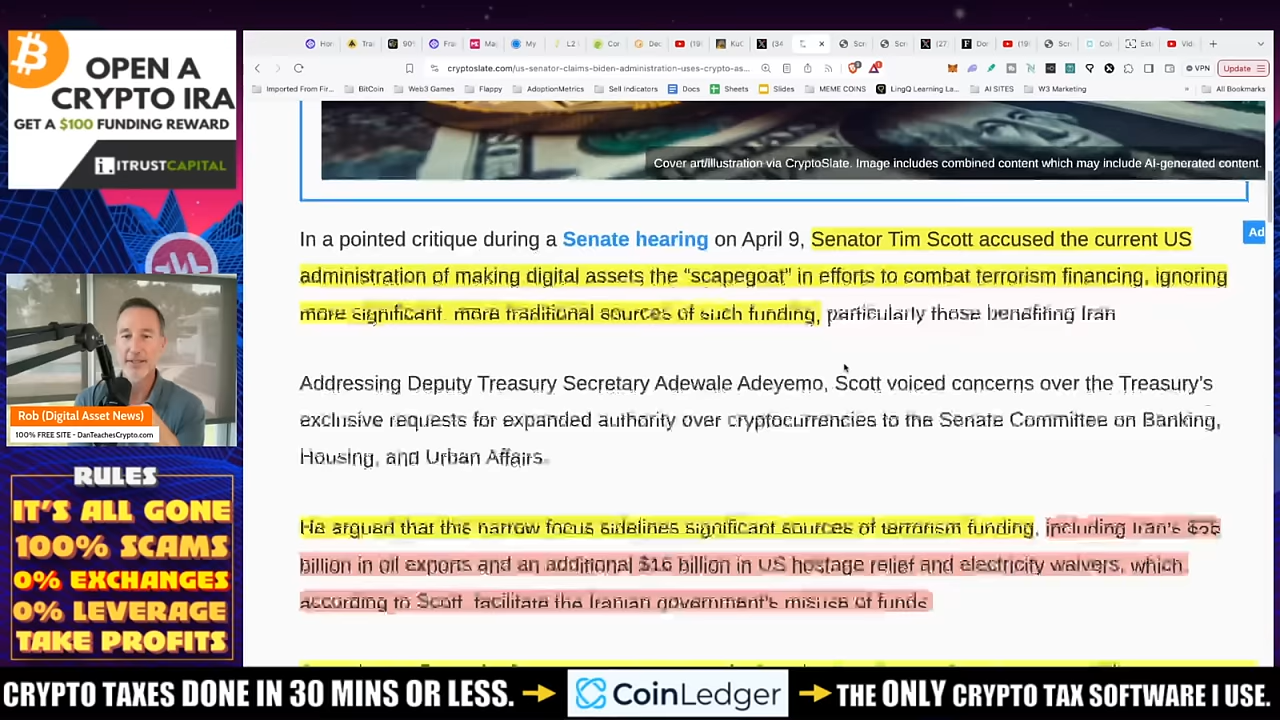 OPEN A
CRYPTO IRA
GET A $100 FUNDING REWARD
ITRUSTCAPITAL
Rob (Digital Asset News)
100% FREE SITE - DanTeachesCrypto.com
RULES
IT'S ALL GONE
100% SCAMS
0% EXCHANGES
0% LEVERAGE
TAKE PROFITS
cryptoslate.com/us-senator-claims-biden-administration-uses-crypto-as...
VPN
Update
Imported From Fir... BitCoin Web3 Games Flappy AdoptionMetrics Sell Indicators Docs Sheets Slides MEME COINS LingQ Learning La... AI SITES W3 Marketing » All Bookmarks
Cover art/illustration via CryptoSlate. Image includes combined content which may include AI-generated content.
Ad
In a pointed critique during a Senate hearing on April 9, Senator Tim Scott accused the current US
administration of making digital assets the “scapegoat” in efforts to combat terrorism financing, ignoring
more significant, more traditional sources of such funding, particularly those benefiting Iran
Addressing Deputy Treasury Secretary Adewale Adeyemo, Scott voiced concerns over the Treasury’s
exclusive requests for expanded authority over cryptocurrencies to the Senate Committee on Banking,
Housing, and Urban Affairs.
He argued that this narrow focus sidelines significant sources of terrorism funding, including Iran's
billion in oil exports and an additional $16 billion in US hostage relief and electricity waivers, which
according to Scott, facilitate the Iranian government's misuse of funds
CRYPTO TAXES DONE IN 30 MINS OR LESS. CoinLedger THE ONLY CRYPTO TAX SOFTWARE I USE.